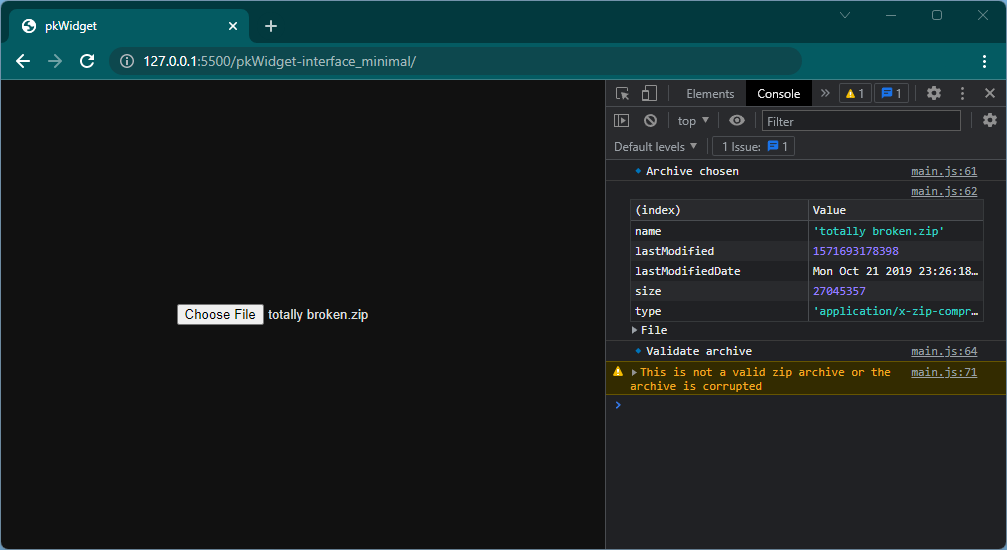 pkWidget
127.0.0.1:5500/pkWidget-interface_minimal/
Elements Console 1 1
top Filter
Default levels 1 Issue: 1
Archive chosen main.js:61
main.js:62
(index) Value
name 'totally broken.zip'
lastModified 1571693178398
lastModifiedDate Mon Oct 21 2019 23:26:18…
size 27045357
type 'application/x-zip-compr…
File
Validate archive main.js:64
This is not a valid zip archive or the main.js:71
archive is corrupted
Choose File totally broken.zip